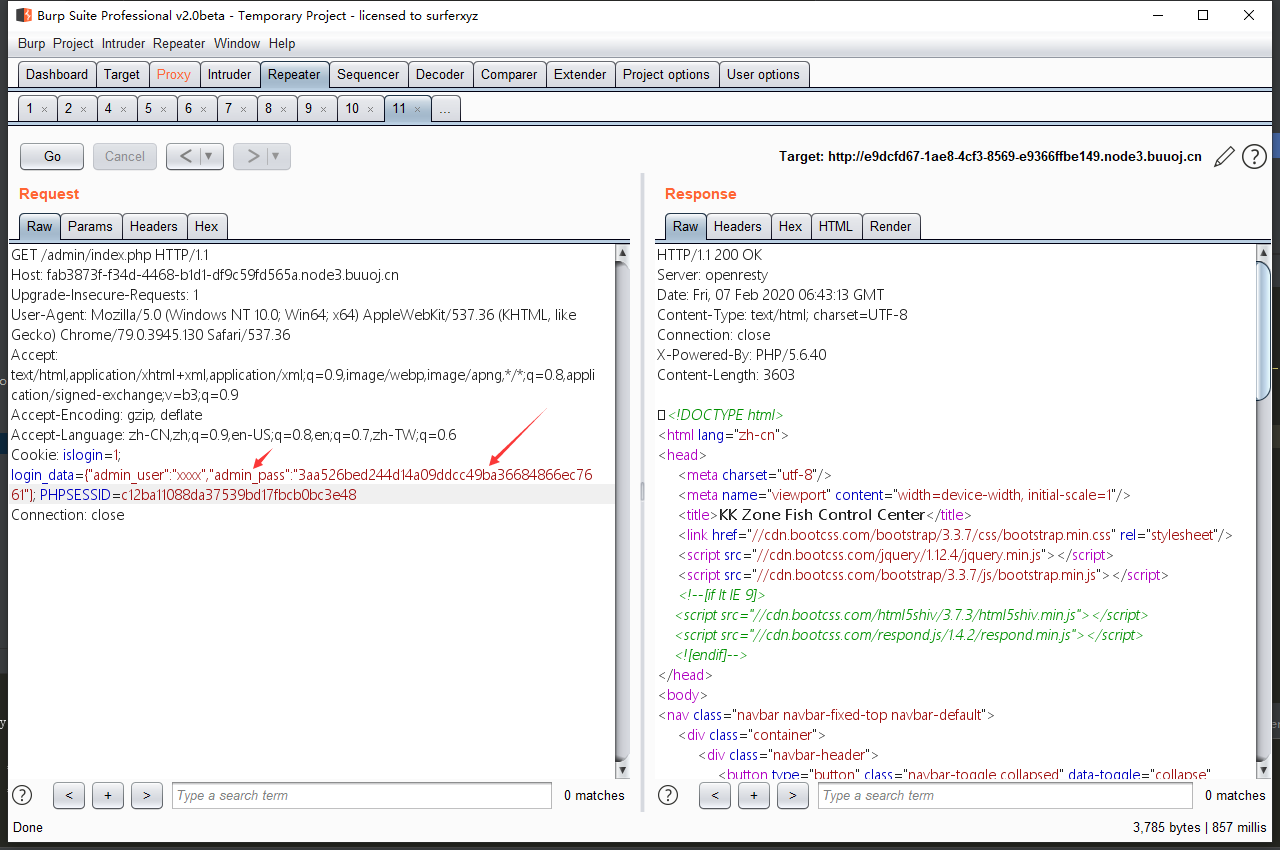 Burp Suite Professional v2.0beta - Temporary Project - licensed to surferxyz
Burp Project Intruder Repeater Window Help
Dashboard Target Proxy Intruder Repeater Sequencer Decoder Comparer Extender Project options User options
1 × 2 × 4 × 5 × 6 × 7 × 8 × 9 × 10 × 11 × ...
Go Cancel < | ▼ > | ▼ Target: http://e9dcfd67-1ae8-4cf3-8569-e9366ffbe149.node3.buuoj.cn ?
Request
Raw Params Headers Hex
GET /admin/index.php HTTP/1.1
Host: fab3873f-f34d-4468-b1d1-df9c59fd565a.node3.buuoj.cn
Upgrade-Insecure-Requests: 1
User-Agent: Mozilla/5.0 (Windows NT 10.0; Win64; x64) AppleWebKit/537.36 (KHTML, like
Gecko) Chrome/79.0.3945.130 Safari/537.36
Accept:
text/html,application/xhtml+xml,application/xml;q=0.9,image/webp,image/apng,*/*;q=0.8,appli
cation/signed-exchange;v=b3;q=0.9
Accept-Encoding: gzip, deflate
Accept-Language: zh-CN,zh;q=0.9,en-US;q=0.8,en;q=0.7,zh-TW;q=0.6
Cookie: islogin=1;
login_data={"admin_user":"xxxx","admin_pass":"3aa526bed244d14a09ddcc49ba36684866ec76
61"}; PHPSESSID=c12ba11088da37539bd17fbcb0bc3e48
Connection: close
? < + > Type a search term 0 matches
Response
Raw Headers Hex HTML Render
HTTP/1.1 200 OK
Server: openresty
Date: Fri, 07 Feb 2020 06:43:13 GMT
Content-Type: text/html; charset=UTF-8
Connection: close
X-Powered-By: PHP/5.6.40
Content-Length: 3603
<!DOCTYPE html>
<html lang="zh-cn">
<head>
<meta charset="utf-8"/>
<meta name="viewport" content="width=device-width, initial-scale=1"/>
<title>KK Zone Fish Control Center</title>
<link href="//cdn.bootcss.com/bootstrap/3.3.7/css/bootstrap.min.css" rel="stylesheet"/>
<script src="//cdn.bootcss.com/jquery/1.12.4/jquery.min.js"></script>
<script src="//cdn.bootcss.com/bootstrap/3.3.7/js/bootstrap.min.js"></script>
<!--[if lt IE 9]>
<script src="//cdn.bootcss.com/html5shiv/3.7.3/html5shiv.min.js"></script>
<script src="//cdn.bootcss.com/respond.js/1.4.2/respond.min.js"></script>
<![endif]-->
</head>
<body>
<nav class="navbar navbar-fixed-top navbar-default">
<div class="container">
<div class="navbar-header">
<button type="button" class="navbar-toggle collapsed" data-toggle="collapse"
? < + > Type a search term 0 matches
Done 3,785 bytes | 857 millis